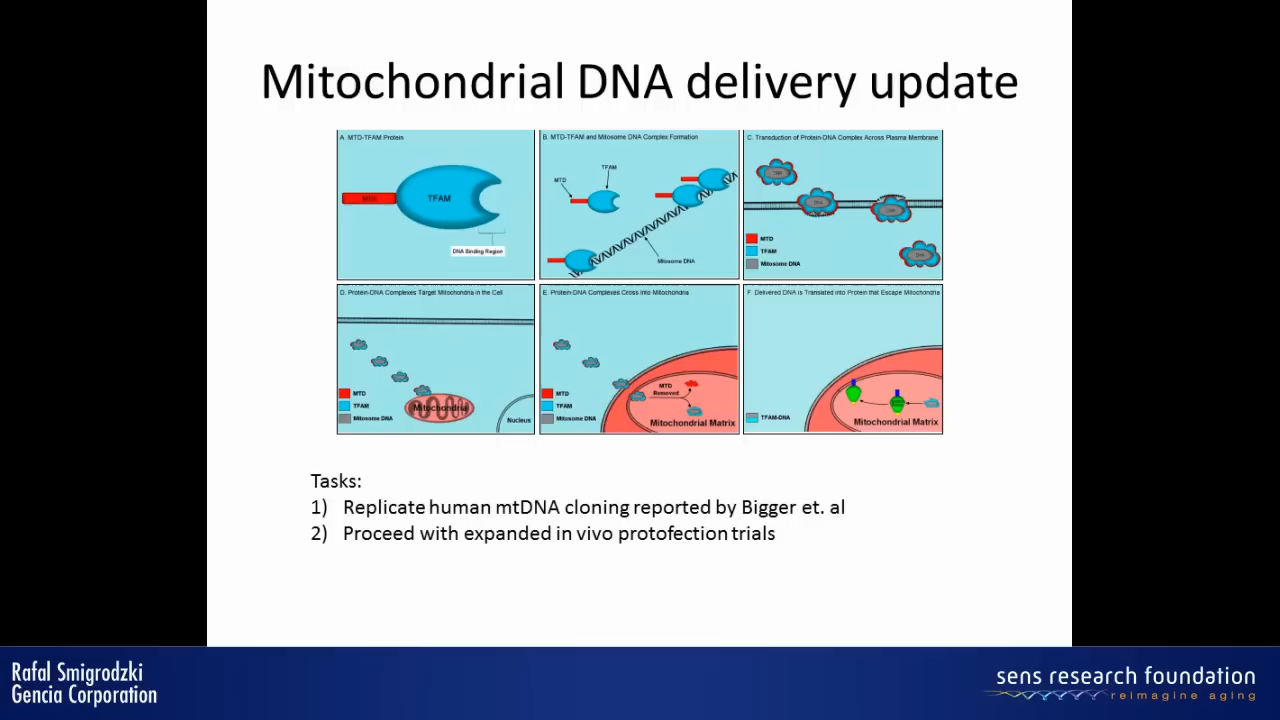 Mitochondrial DNA delivery update
A. MTD-TFAM Protein
MTD
TFAM
DNA Binding Region
B. MTD-TFAM and Mitosome DNA Complex Formation
MTD
TFAM
Mitosome DNA
C. Transduction of Protein-DNA Complex Across Plasma Membrane
DNA
DNA
DNA
DNA
MTD
TFAM
Mitosome DNA
D. Protein-DNA Complexes Target Mitochondria in the Cell
MTD
TFAM
Mitosome DNA
Mitochondria
Nucleus
E. Protein-DNA Complexes Cross into Mitochondria
MTD
TFAM
Mitosome DNA
MTD
Removed
Mitochondrial Matrix
F. Delivered DNA is Translated into Protein that Escape Mitochondria
TFAM-DNA
Mitochondrial Matrix
Tasks:
1) Replicate human mtDNA cloning reported by Bigger et. al
2) Proceed with expanded in vivo protofection trials
Rafal Smigrodzki
Gencia Corporation
sens research foundation
reimagine aging